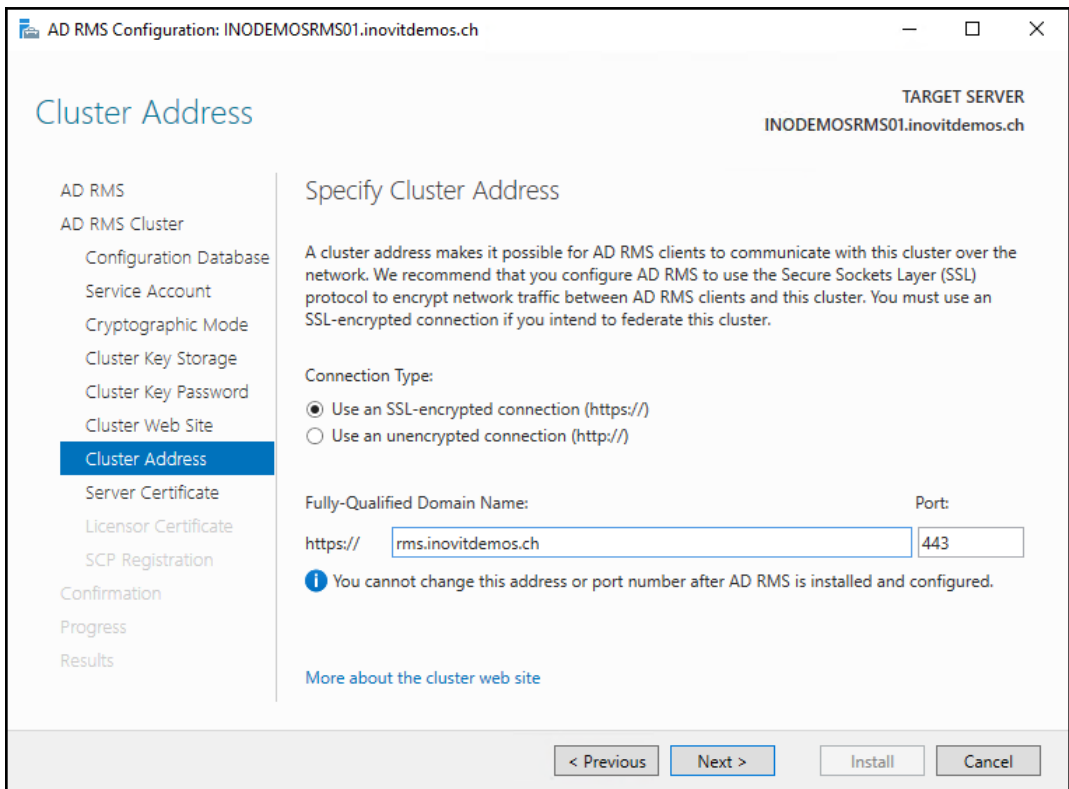 AD RMS Configuration: INODEMOSRMS01.inovitdemos.ch
Cluster Address
TARGET SERVER
INODEMOSRMS01.inovitdemos.ch
AD RMS
AD RMS Cluster
Configuration Database
Service Account
Cryptographic Mode
Cluster Key Storage
Cluster Key Password
Cluster Web Site
Cluster Address
Server Certificate
Licensor Certificate
SCP Registration
Confirmation
Progress
Results
Specify Cluster Address
A cluster address makes it possible for AD RMS clients to communicate with this cluster over the
network. We recommend that you configure AD RMS to use the Secure Sockets Layer (SSL)
protocol to encrypt network traffic between AD RMS clients and this cluster. You must use an
SSL-encrypted connection if you intend to federate this cluster.
Connection Type:
Use an SSL-encrypted connection (https://)
Use an unencrypted connection (http://)
Fully-Qualified Domain Name: Port:
https:// rms.inovitdemos.ch 443
You cannot change this address or port number after AD RMS is installed and configured.
More about the cluster web site
< Previous Next > Install Cancel